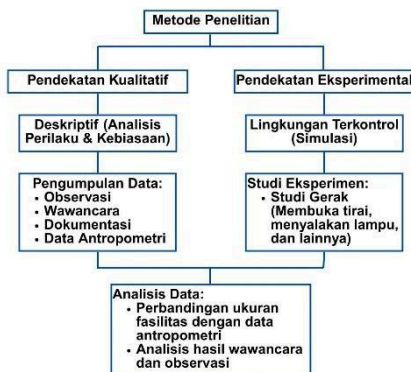 Metode Penelitian
Pendekatan Kualitatif
Pendekatan Eksperimental
Deskriptif (Analisis
Perilaku & Kebiasaan)
Lingkungan Terkontrol
(Simulasi)
Pengumpulan Data:
• Observasi
• Wawancara
• Dokumentasi
• Data Antropometri
Studi Eksperimen:
• Studi Gerak
(Membuka tirai,
menyalakan lampu,
dan lainnya)
Analisis Data:
• Perbandingan ukuran
fasilitas dengan data
antropometri
• Analisis hasil wawancara
dan observasi